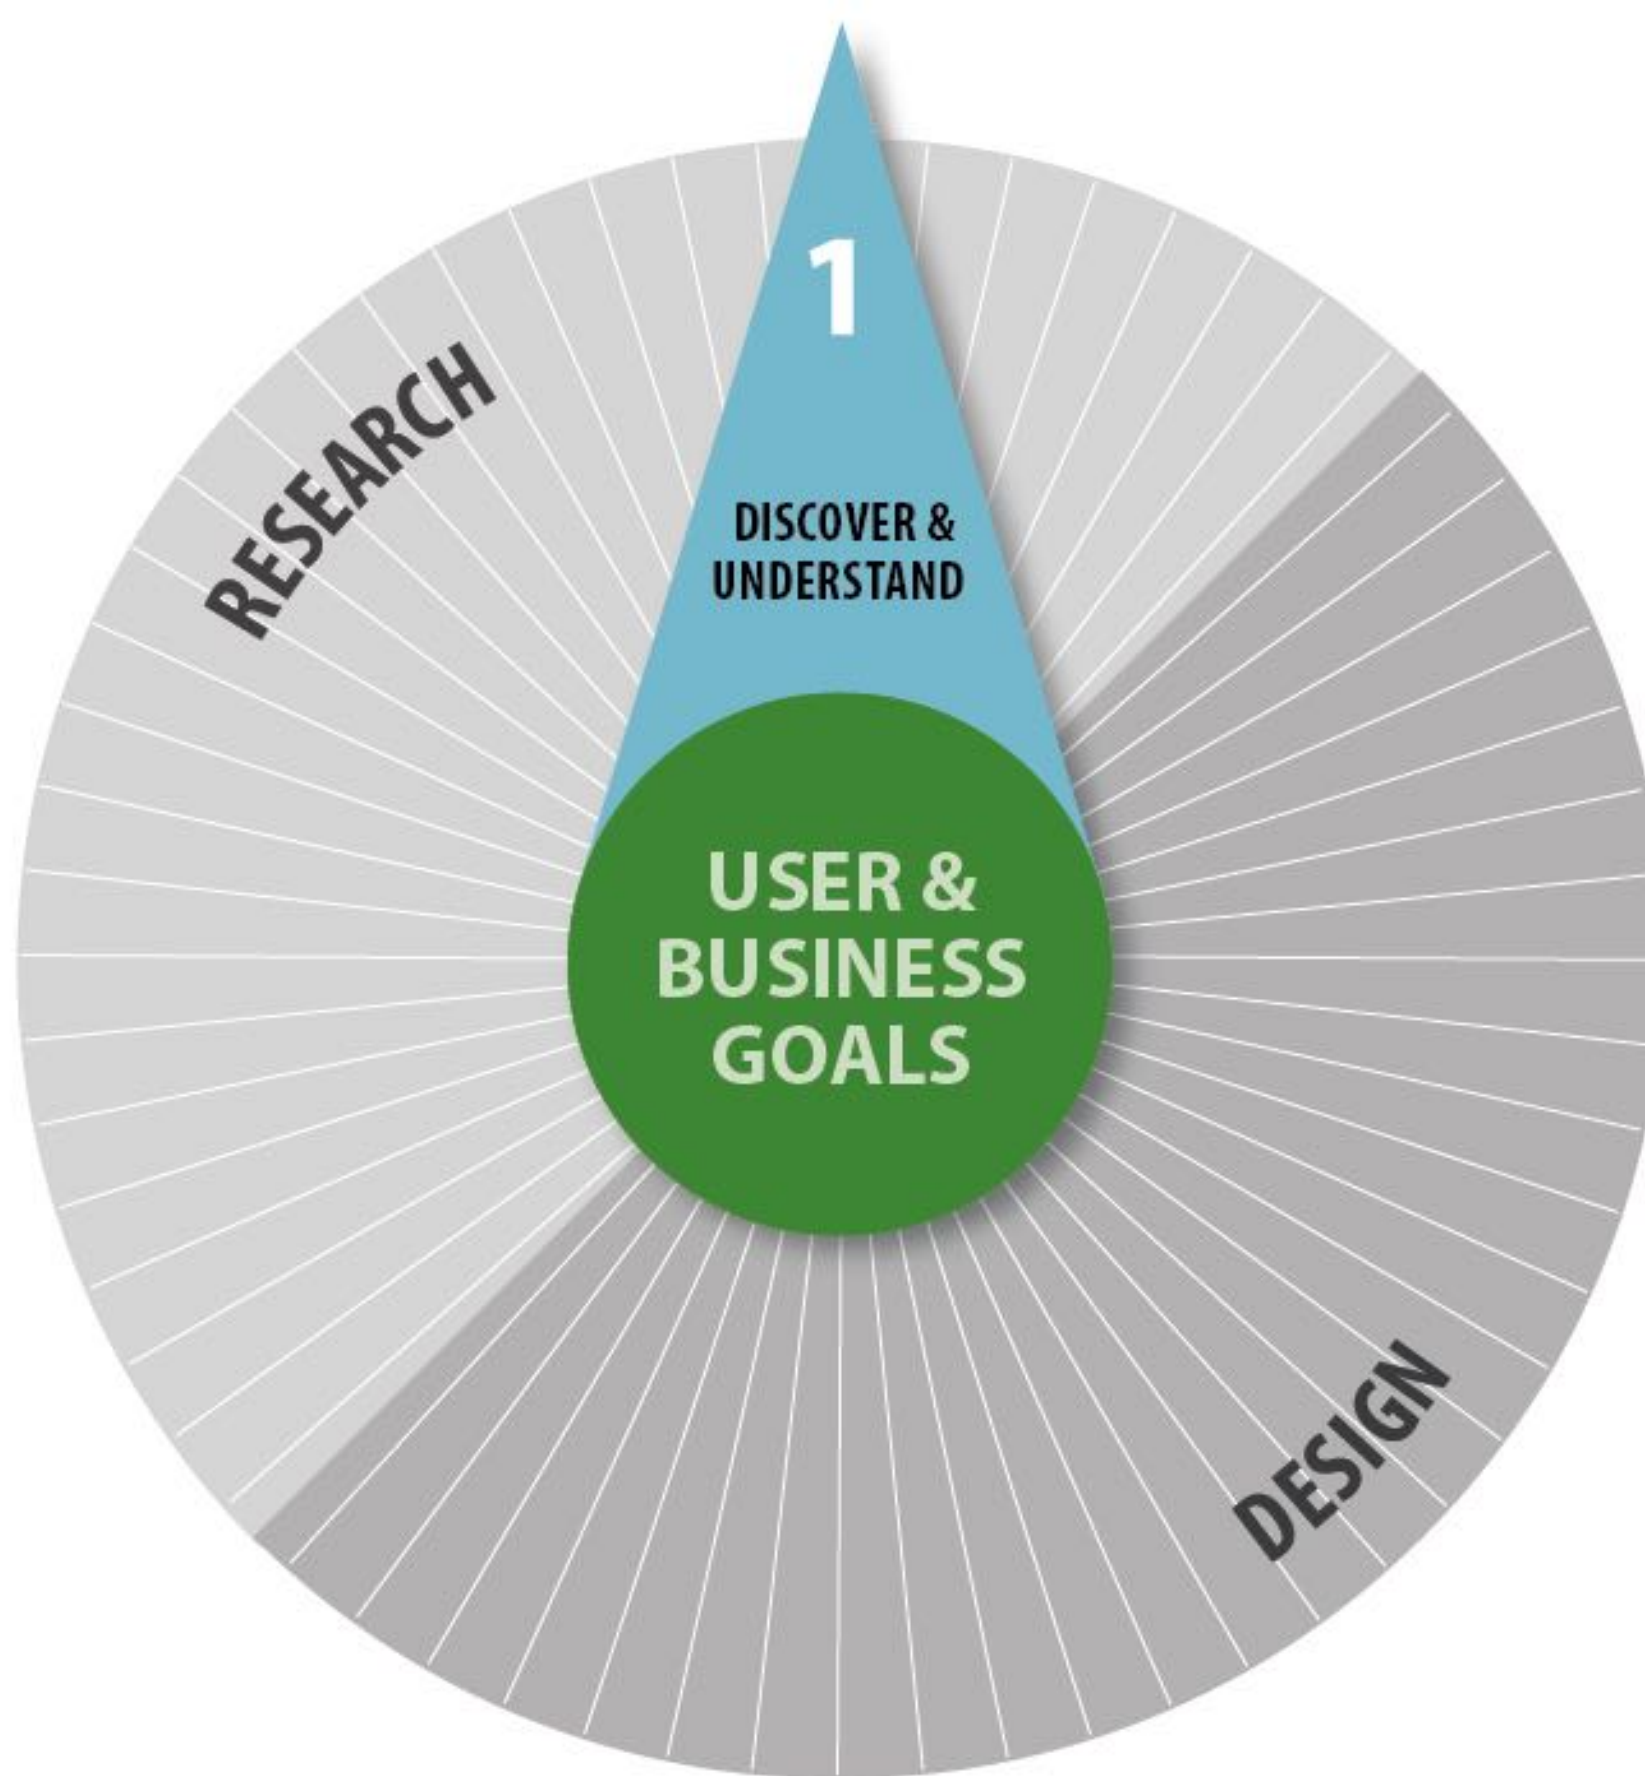 1
RESEARCH
DISCOVER &
UNDERSTAND
USER &
BUSINESS
GOALS
DESIGN